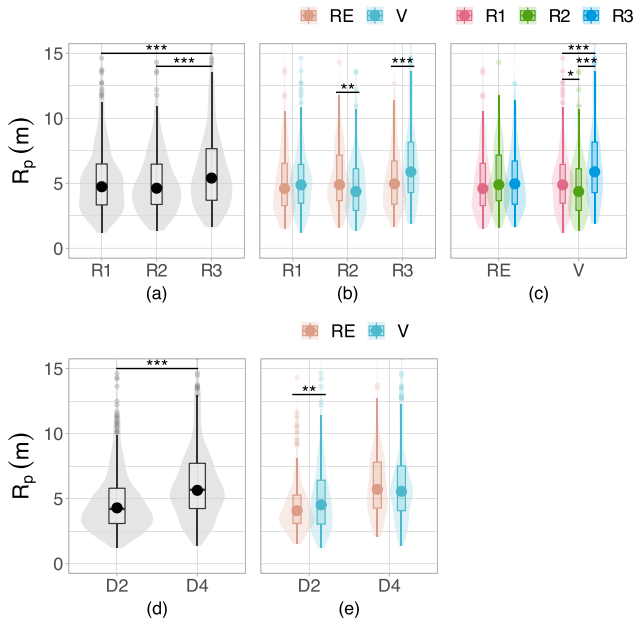 RE V R1 R2 R3
15 *** *** ** *** *** *** *
10
5
0
Rp (m)
R1 R2 R3 R1 R2 R3 RE V
(a) (b) (c)
RE V
15 *** **
10
5
0
Rp (m)
D2 D4 D2 D4
(d) (e)